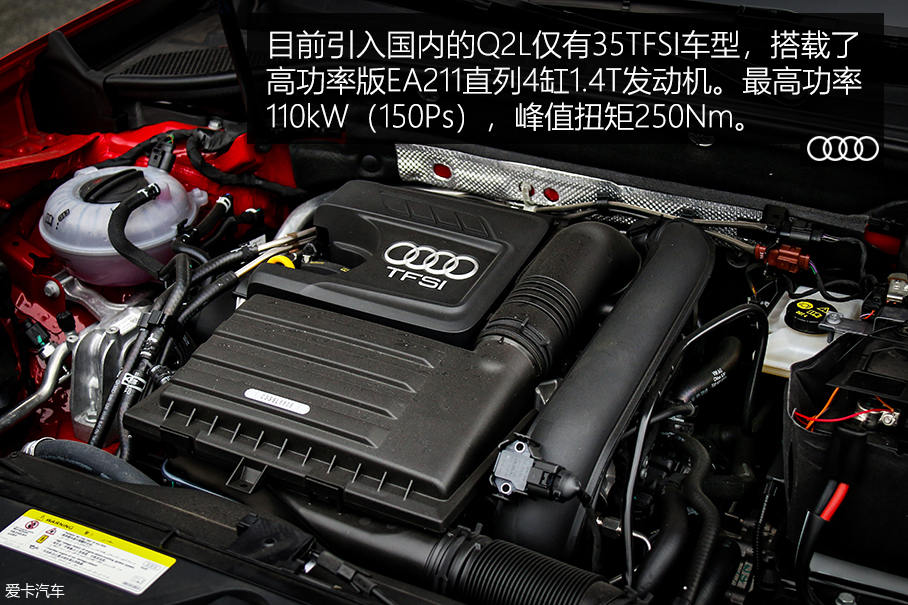 目前引入国内的Q2L仅有35TFSI车型，搭载了
高功率版EA211直列4缸1.4T发动机。最高功率
110kW（150Ps），峰值扭矩250Nm。
TFSI
WARNING
爱卡汽车